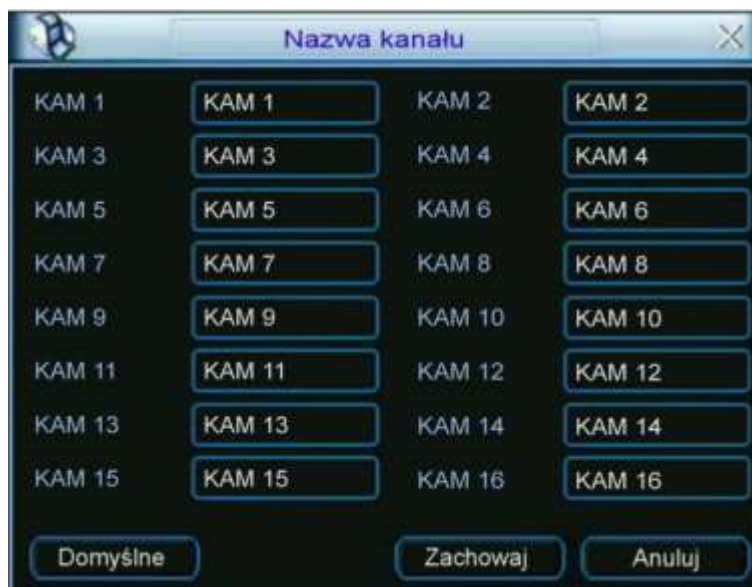 Nazwa kanału
KAM 1 KAM 1 KAM 2 KAM 2
KAM 3 KAM 3 KAM 4 KAM 4
KAM 5 KAM 5 KAM 6 KAM 6
KAM 7 KAM 7 KAM 8 KAM 8
KAM 9 KAM 9 KAM 10 KAM 10
KAM 11 KAM 11 KAM 12 KAM 12
KAM 13 KAM 13 KAM 14 KAM 14
KAM 15 KAM 15 KAM 16 KAM 16
Domyślne Zachowaj Anuluj